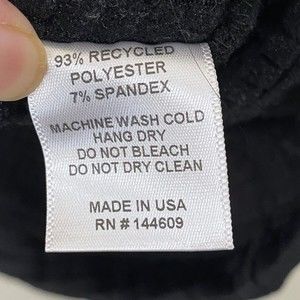 93% RECYCLED
POLYESTER
7% SPANDEX
MACHINE WASH COLD
HANG DRY
DO NOT BLEACH
DO NOT DRY CLEAN
MADE IN USA
RN # 144609